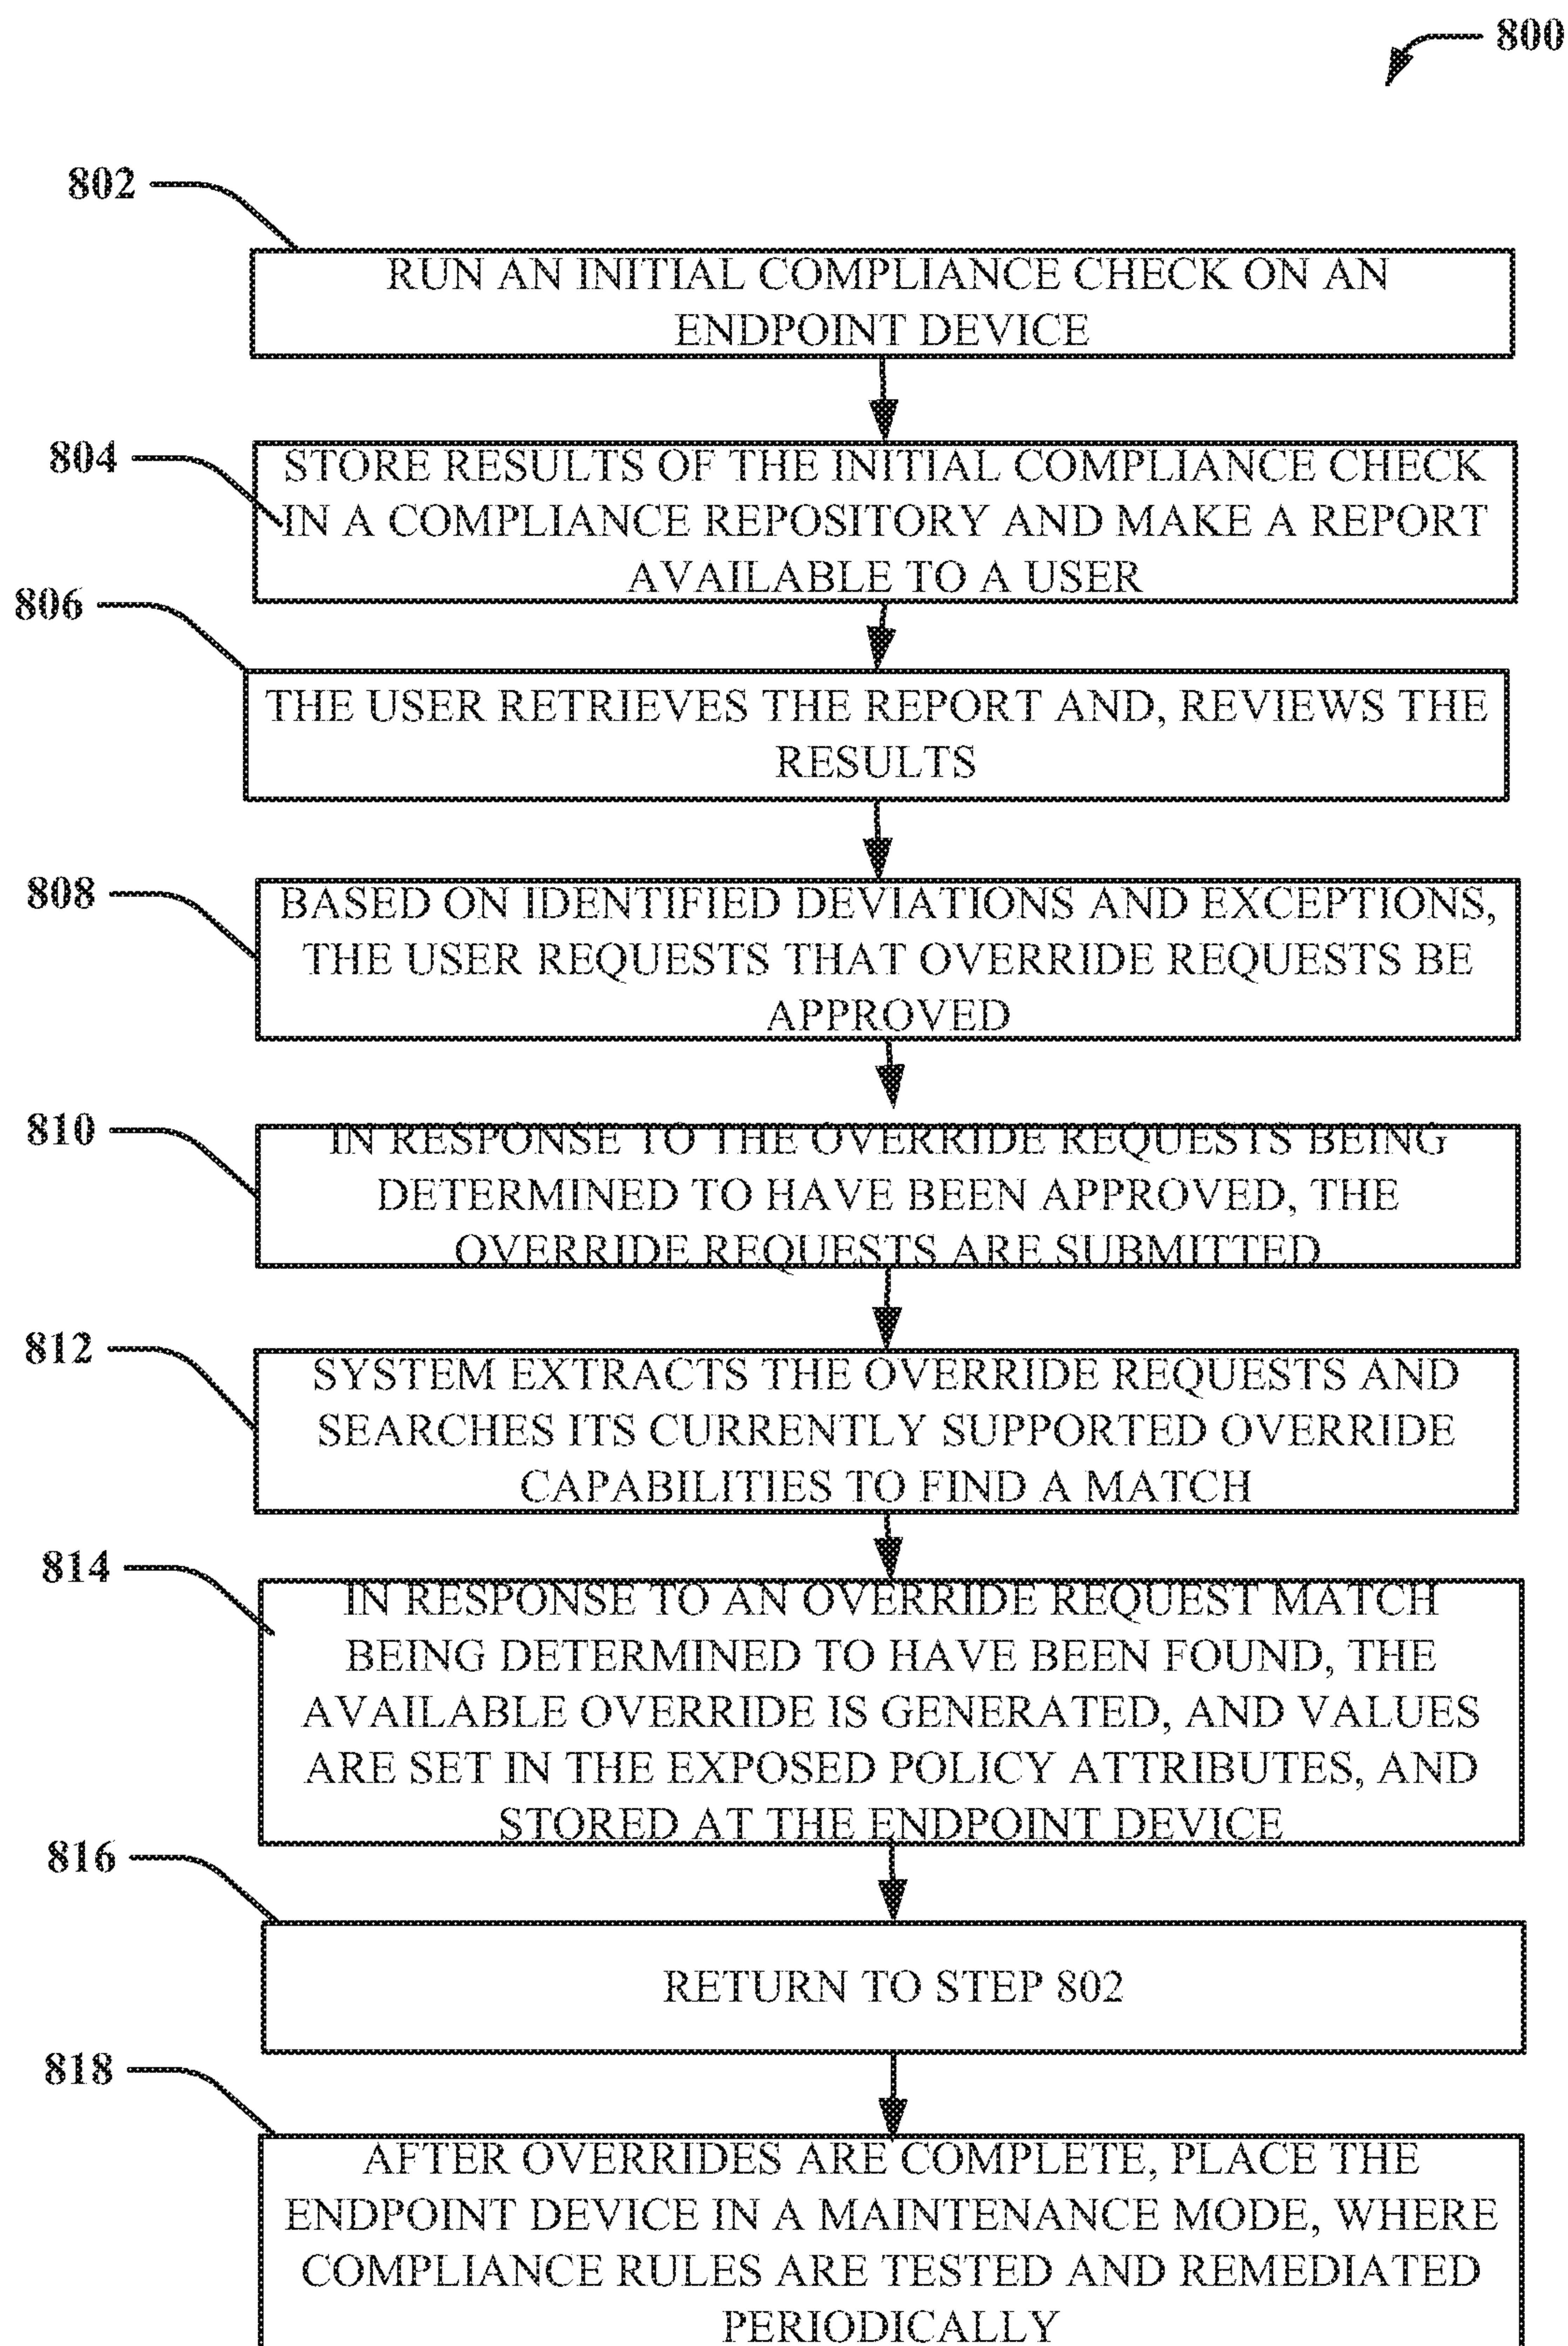 800
802
RUN AN INITIAL COMPLIANCE CHECK ON AN
ENDPOINT DEVICE
804
STORE RESULTS OF THE INITIAL COMPLIANCE CHECK
IN A COMPLIANCE REPOSITORY AND MAKE A REPORT
AVAILABLE TO A USER
806
THE USER RETRIEVES THE REPORT AND, REVIEWS THE
RESULTS
808
BASED ON IDENTIFIED DEVIATIONS AND EXCEPTIONS,
THE USER REQUESTS THAT OVERRIDE REQUESTS BE
APPROVED
810
IN RESPONSE TO THE OVERRIDE REQUESTS BEING
DETERMINED TO HAVE BEEN APPROVED, THE
OVERRIDE REQUESTS ARE SUBMITTED
812
SYSTEM EXTRACTS THE OVERRIDE REQUESTS AND
SEARCHES ITS CURRENTLY SUPPORTED OVERRIDE
CAPABILITIES TO FIND A MATCH
814
IN RESPONSE TO AN OVERRIDE REQUEST MATCH
BEING DETERMINED TO HAVE BEEN FOUND, THE
AVAILABLE OVERRIDE IS GENERATED, AND VALUES
ARE SET IN THE EXPOSED POLICY ATTRIBUTES, AND
STORED AT THE ENDPOINT DEVICE
816
RETURN TO STEP 802
818
AFTER OVERRIDES ARE COMPLETE, PLACE THE
ENDPOINT DEVICE IN A MAINTENANCE MODE, WHERE
COMPLIANCE RULES ARE TESTED AND REMEDIATED
PERIODICALLY